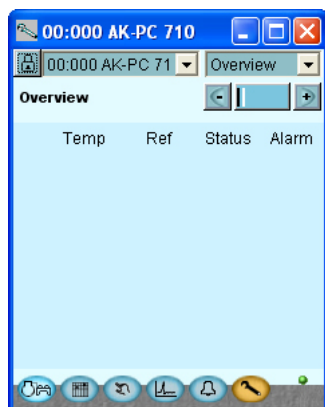 00:000 AK-PC 710
00:000 AK-PC 71 Overview
Overview
Temp Ref Status Alarm